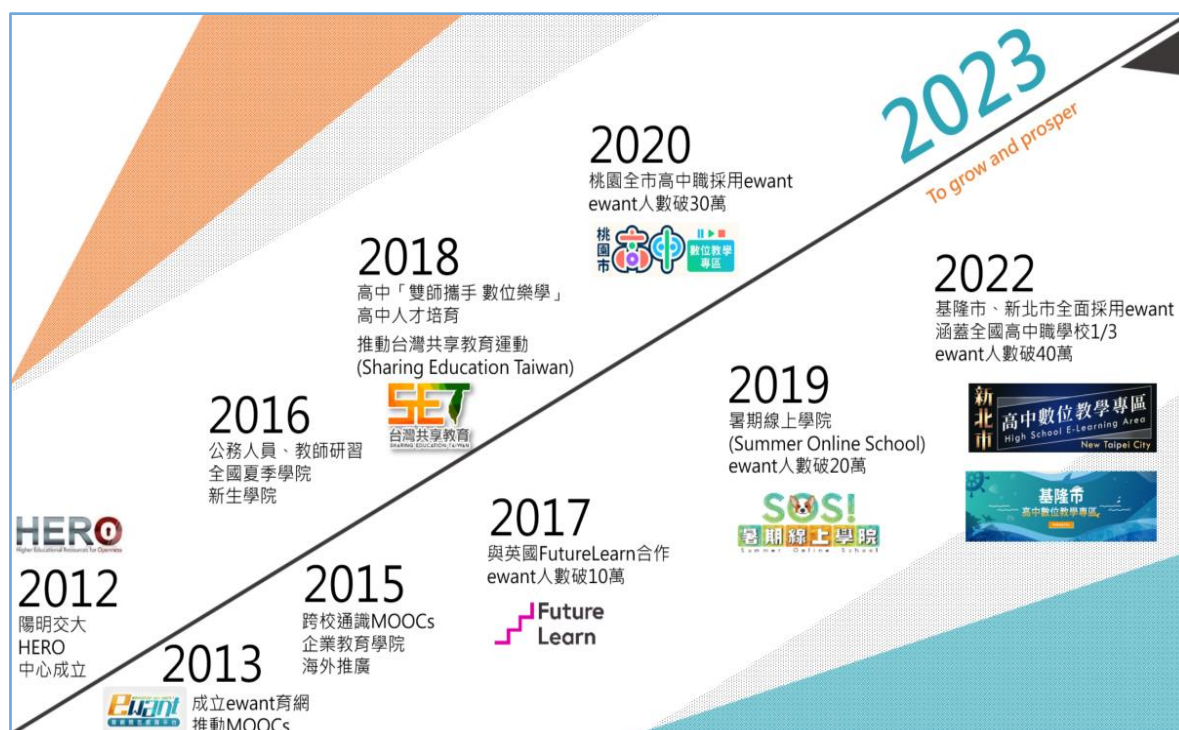 HERO
Higher Educational Resources for Openness
2012
陽明交大
HERO
中心成立
ewant
2013
成立ewant育網
推動MOOCs
2015
跨校通識MOOCs
企業教育學院
海外推廣
2016
公務人員、教師研習
全國夏季學院
新生學院
2017
與英國FutureLearn合作
ewant人數破10萬
Future
Learn
2018
高中「雙師攜手 數位樂學」
高中人才培育
推動台灣共享教育運動
(Sharing Education Taiwan)
SET
台灣共享教育
SHARING EDUCATION TAIWAN
2019
暑期線上學院
(Summer Online School)
ewant人數破20萬
SOS!
暑期線上學院
Summer Online School
2020
桃園全市高中職採用ewant
ewant人數破30萬
桃園市
高中
數位教學
專區
2022
基隆市、新北市全面採用ewant
涵蓋全國高中職學校1/3
ewant人數破40萬
新北市
高中數位教學專區
High School E-Learning Area
New Taipei City
基隆市
高中數位教學專區
2023
To grow and prosper